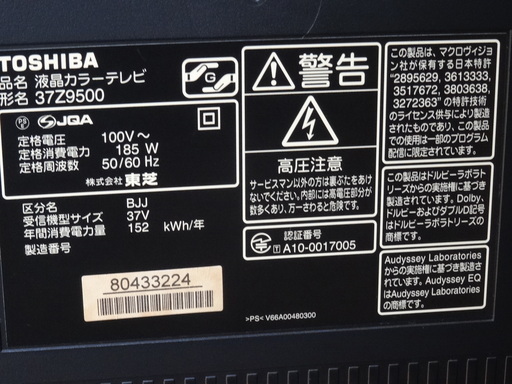 TOSHIBA
品名 液晶カラーテレビ
形名 37Z9500
PS E JQA
定格電圧 100V～
定格消費電力 185 W
定格周波数 50/60 Hz
株式会社 東芝
区分名 BJJ
受信機型サイズ 37V
年間消費電力量 152 kWh/年
製造番号
80433224
G
警告
高圧注意
サービスマン以外の方は裏ぶたをあけ
ないでください。内部には高電圧部分が
数多くあり、万一さわると危険です。
認証番号
T A10-0017005
>PS< V66A00480300
この製品は、マクロヴィジョ
ン社が保有する日本特許
"2895629, 3613333,
3517672, 3803638,
3272363" の特許技術
のライセンス供与により製造
されております。この製品で
の使用は一部のプログラム
配信に限定されています。
この製品はドルビーラボラト
リーズからの実施権に基づき
製造されています。Dolby、
ドルビー及びダブルD記号
はドルビーラボラトリーズの
商標です。
Audyssey Laboratories
からの実施権に基づき製造
されています。Audyssey EQ
はAudyssey Laboratories
の商標です。